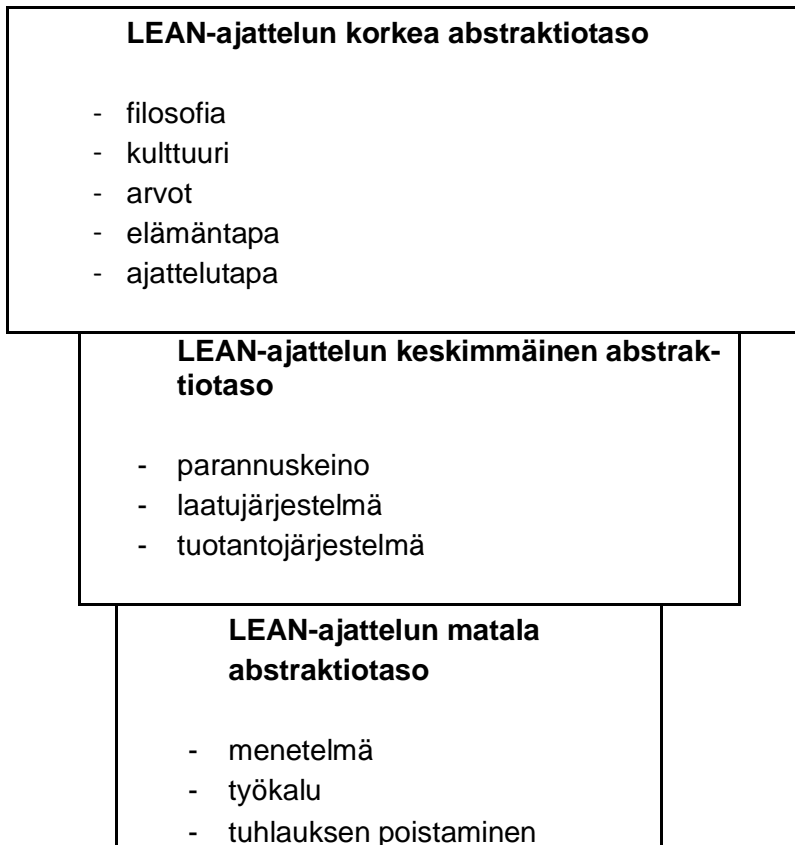 LEAN-ajattelun korkea abstraktiotaso
- filosofia
- kulttuuri
- arvot
- elämäntapa
- ajattelutapa
LEAN-ajattelun keskimmäinen abstrak-
tiotaso
- parannuskeino
- laatujärjestelmä
- tuotantojärjestelmä
LEAN-ajattelun matala
abstraktiotaso
- menetelmä
- työkalu
- tuhlauksen poistaminen